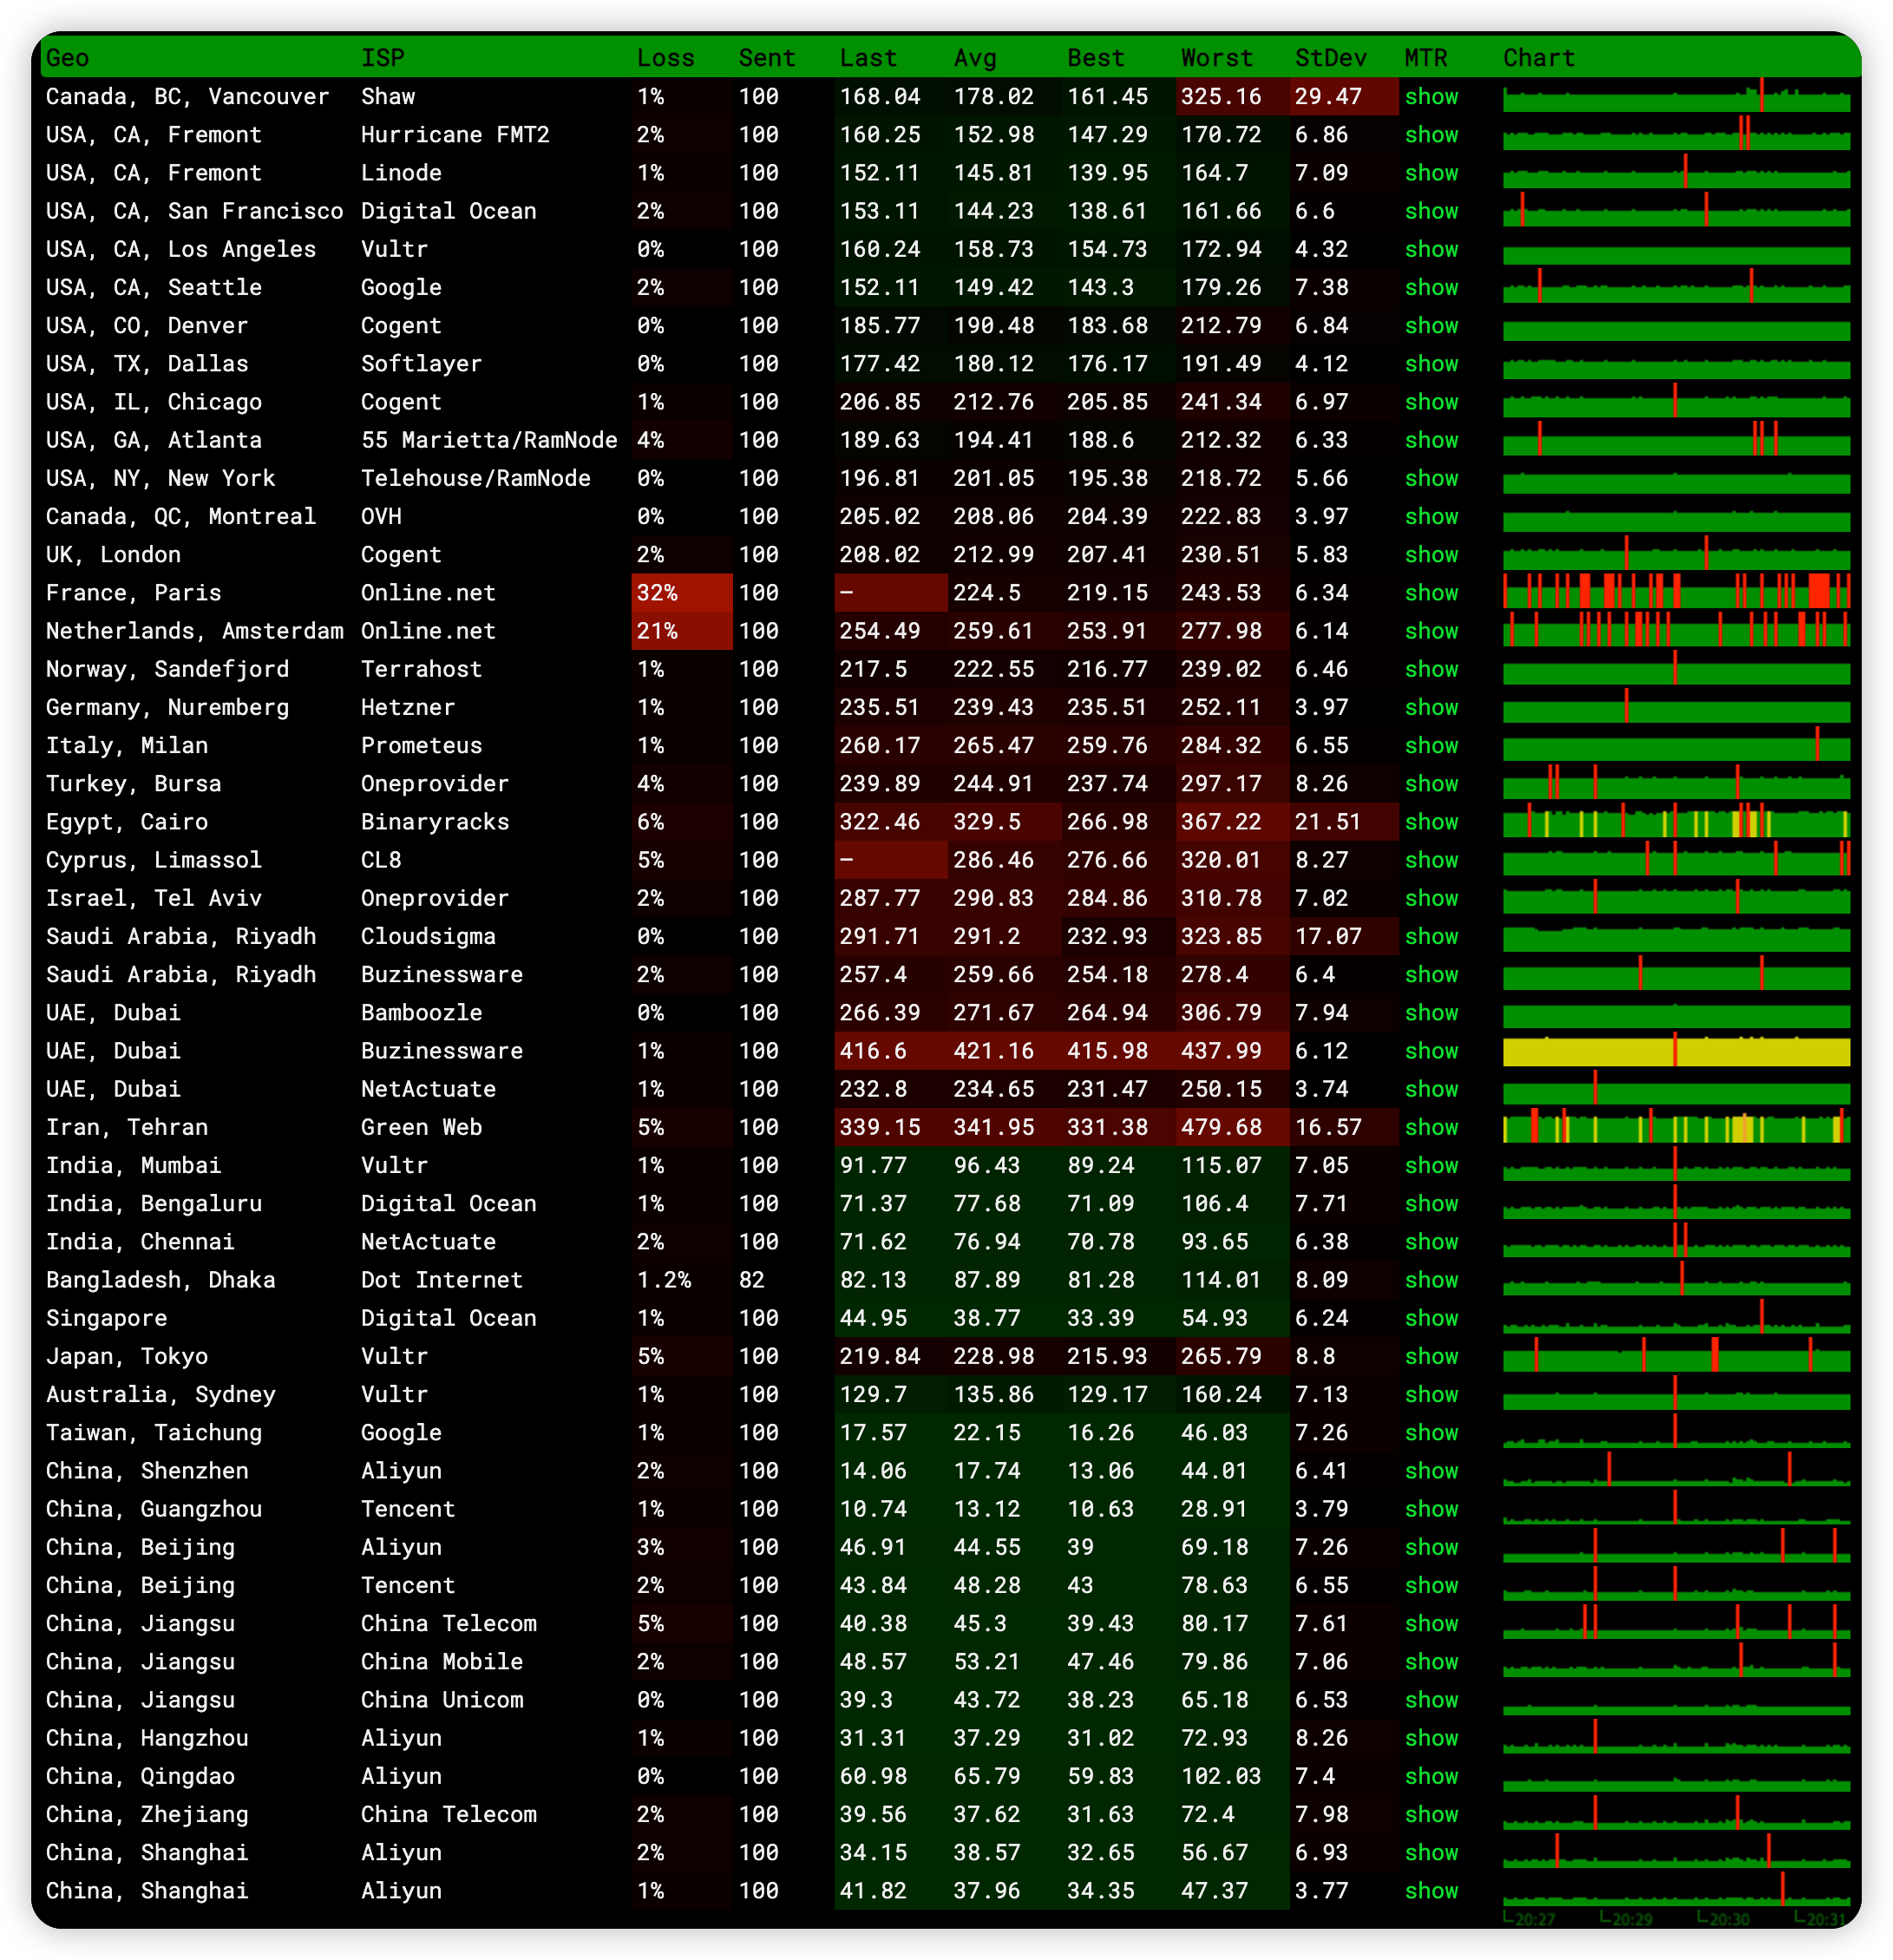 Geo ISP Loss Sent Last Avg Best Worst StDev MTR Chart
Canada, BC, Vancouver Shaw 1% 100 168.04 178.02 161.45 325.16 29.47 show
USA, CA, Fremont Hurricane FMT2 2% 100 160.25 152.98 147.29 170.72 6.86 show
USA, CA, Fremont Linode 1% 100 152.11 145.81 139.95 164.7 7.09 show
USA, CA, San Francisco Digital Ocean 2% 100 153.11 144.23 138.61 161.66 6.6 show
USA, CA, Los Angeles Vultr 0% 100 160.24 158.73 154.73 172.94 4.32 show
USA, CA, Seattle Google 2% 100 152.11 149.42 143.3 179.26 7.38 show
USA, CO, Denver Cogent 0% 100 185.77 190.48 183.68 212.79 6.84 show
USA, TX, Dallas Softlayer 0% 100 177.42 180.12 176.17 191.49 4.12 show
USA, IL, Chicago Cogent 1% 100 206.85 212.76 205.85 241.34 6.97 show
USA, GA, Atlanta 55 Marietta/RamNode 4% 100 189.63 194.41 188.6 212.32 6.33 show
USA, NY, New York Telehouse/RamNode 0% 100 196.81 201.05 195.38 218.72 5.66 show
Canada, QC, Montreal OVH 0% 100 205.02 208.06 204.39 222.83 3.97 show
UK, London Cogent 2% 100 208.02 212.99 207.41 230.51 5.83 show
France, Paris Online.net 32% 100 – 224.5 219.15 243.53 6.34 show
Netherlands, Amsterdam Online.net 21% 100 254.49 259.61 253.91 277.98 6.14 show
Norway, Sandefjord Terrahost 1% 100 217.5 222.55 216.77 239.02 6.46 show
Germany, Nuremberg Hetzner 1% 100 235.51 239.43 235.51 252.11 3.97 show
Italy, Milan Prometeus 1% 100 260.17 265.47 259.76 284.32 6.55 show
Turkey, Bursa Oneprovider 4% 100 239.89 244.91 237.74 297.17 8.26 show
Egypt, Cairo Binaryracks 6% 100 322.46 329.5 266.98 367.22 21.51 show
Cyprus, Limassol CL8 5% 100 – 286.46 276.66 320.01 8.27 show
Israel, Tel Aviv Oneprovider 2% 100 287.77 290.83 284.86 310.78 7.02 show
Saudi Arabia, Riyadh Cloudsigma 0% 100 291.71 291.2 232.93 323.85 17.07 show
Saudi Arabia, Riyadh Buzinessware 2% 100 257.4 259.66 254.18 278.4 6.4 show
UAE, Dubai Bamboozle 0% 100 266.39 271.67 264.94 306.79 7.94 show
UAE, Dubai Buzinessware 1% 100 416.6 421.16 415.98 437.99 6.12 show
UAE, Dubai NetActuate 1% 100 232.8 234.65 231.47 250.15 3.74 show
Iran, Tehran Green Web 5% 100 339.15 341.95 331.38 479.68 16.57 show
India, Mumbai Vultr 1% 100 91.77 96.43 89.24 115.07 7.05 show
India, Bengaluru Digital Ocean 1% 100 71.37 77.68 71.09 106.4 7.71 show
India, Chennai NetActuate 2% 100 71.62 76.94 70.78 93.65 6.38 show
Bangladesh, Dhaka Dot Internet 1.2% 82 82.13 87.89 81.28 114.01 8.09 show
Singapore Digital Ocean 1% 100 44.95 38.77 33.39 54.93 6.24 show
Japan, Tokyo Vultr 5% 100 219.84 228.98 215.93 265.79 8.8 show
Australia, Sydney Vultr 1% 100 129.7 135.86 129.17 160.24 7.13 show
Taiwan, Taichung Google 1% 100 17.57 22.15 16.26 46.03 7.26 show
China, Shenzhen Aliyun 2% 100 14.06 17.74 13.06 44.01 6.41 show
China, Guangzhou Tencent 1% 100 10.74 13.12 10.63 28.91 3.79 show
China, Beijing Aliyun 3% 100 46.91 44.55 39 69.18 7.26 show
China, Beijing Tencent 2% 100 43.84 48.28 43 78.63 6.55 show
China, Jiangsu China Telecom 5% 100 40.38 45.3 39.43 80.17 7.61 show
China, Jiangsu China Mobile 2% 100 48.57 53.21 47.46 79.86 7.06 show
China, Jiangsu China Unicom 0% 100 39.3 43.72 38.23 65.18 6.53 show
China, Hangzhou Aliyun 1% 100 31.31 37.29 31.02 72.93 8.26 show
China, Qingdao Aliyun 0% 100 60.98 65.79 59.83 102.03 7.4 show
China, Zhejiang China Telecom 2% 100 39.56 37.62 31.63 72.4 7.98 show
China, Shanghai Aliyun 2% 100 34.15 38.57 32.65 56.67 6.93 show
China, Shanghai Aliyun 1% 100 41.82 37.96 34.35 47.37 3.77 show
20:27 20:29 20:30 20:31